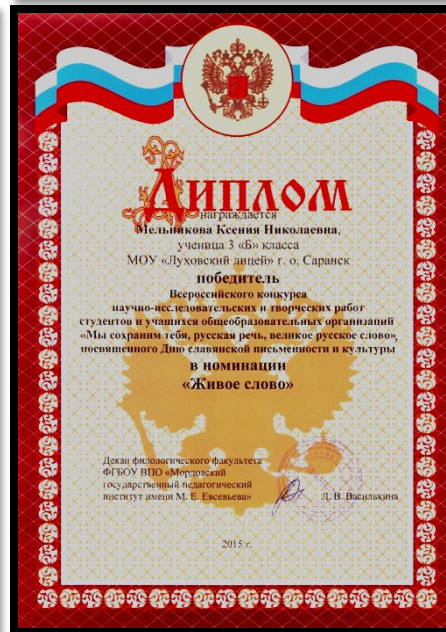 ДИПЛОМ
награждается
Мельникова Ксения Николаевна,
ученица 3 «Б» класса
МОУ «Луховский лицей» г. о. Саранск
победитель
Всероссийского конкурса
научно-исследовательских и творческих работ
студентов и учащихся общеобразовательных организаций
«Мы сохраним тебя, русская речь, великое русское слово»,
посвященного Дню славянской письменности и культуры
в номинации
«Живое слово»
Декан филологического факультета
ФГБОУ ВПО «Мордовский
государственный педагогический
институт имени М. Е. Евсевьева»
Д. В. Василькина
2015 г.